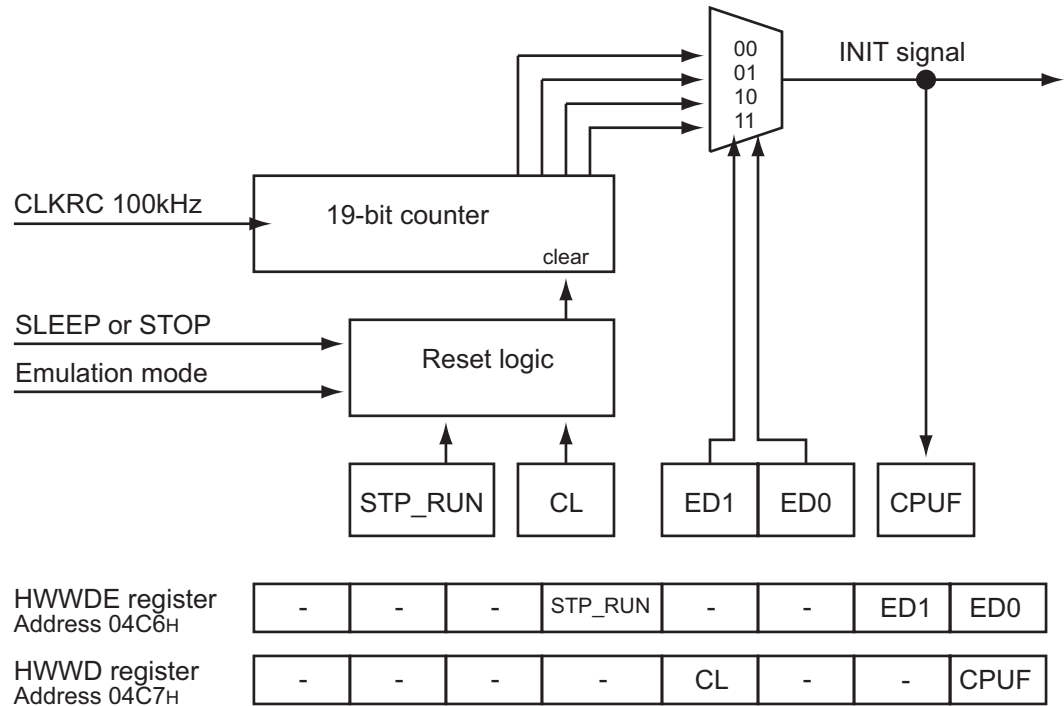 00
01
10
11
INIT signal
CLKRC 100kHz
19-bit counter
clear
SLEEP or STOP
Emulation mode
Reset logic
STP_RUN CL ED1 ED0 CPUF
HWWDE register
Address 04C6H
- - - STP_RUN - - ED1 ED0
HWWD register
Address 04C7H
- - - - CL - - CPUF